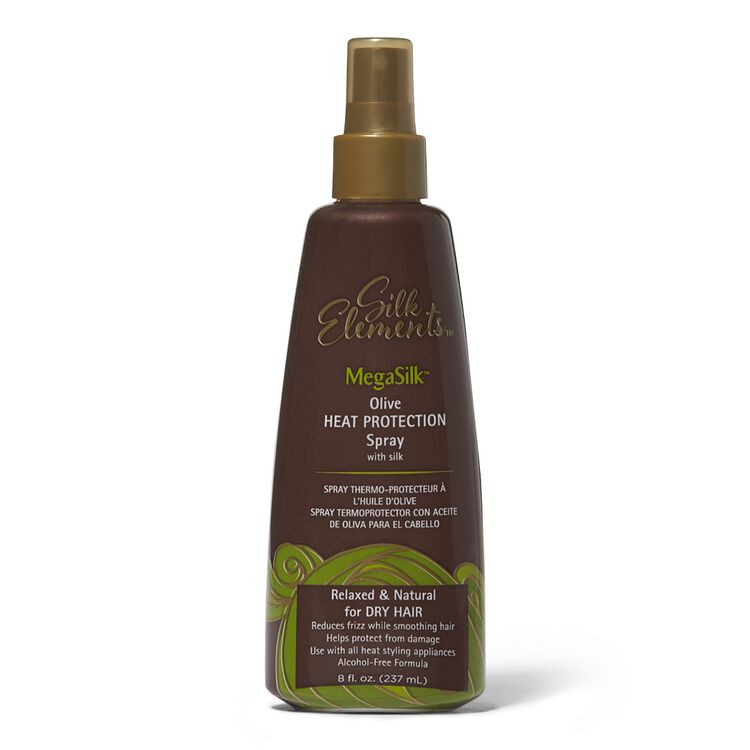 Silk
Elements™
MegaSilk™
Olive
HEAT PROTECTION
Spray
with silk
SPRAY THERMO-PROTECTEUR À
L'HUILE D'OLIVE
SPRAY TERMOPROTECTOR CON ACEITE
DE OLIVA PARA EL CABELLO
Relaxed & Natural
for DRY HAIR
Reduces frizz while smoothing hair
Helps protect from damage
Use with all heat styling appliances
Alcohol-Free Formula
8 fl. oz. (237 mL)